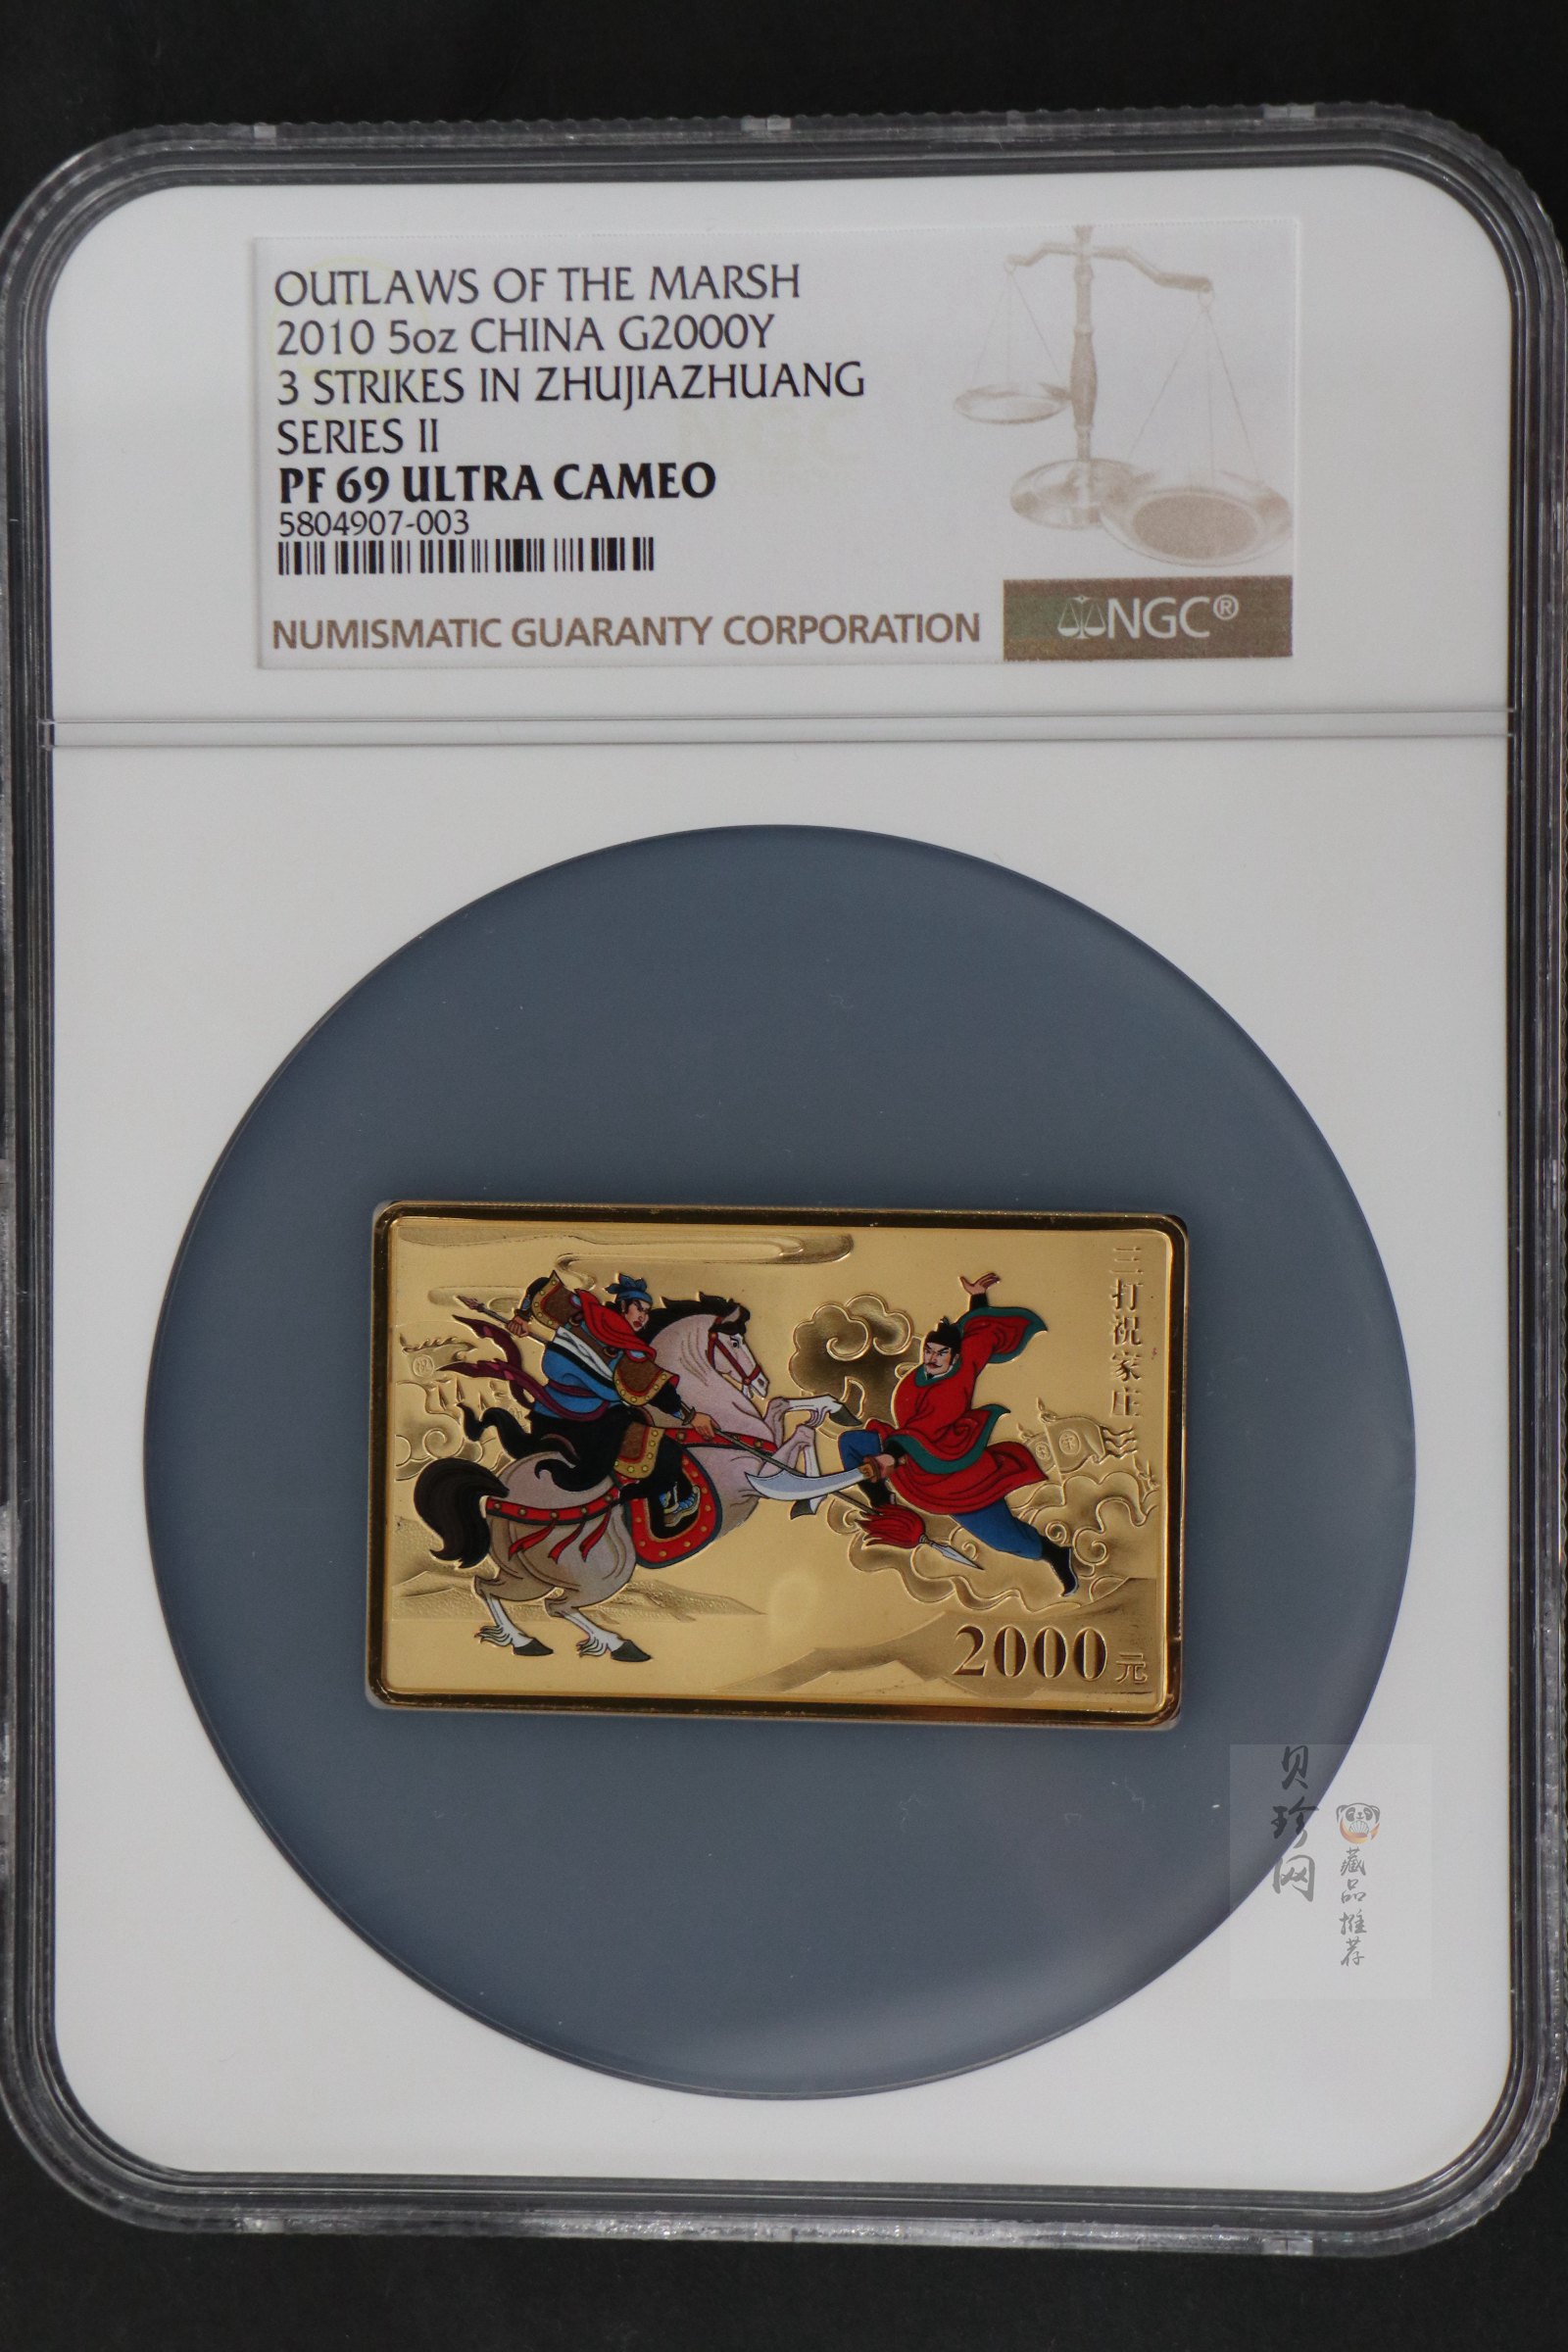 OUTLAWS OF THE MARSH
2010 5oz CHINA G2000Y
3 STRIKES IN ZHUJIAZHUANG
SERIES II
PF 69 ULTRA CAMEO
5804907-003
NUMISMATIC GUARANTY CORPORATION
NGC®
三打祝家庄
2000元
贝珍网
藏品推荐